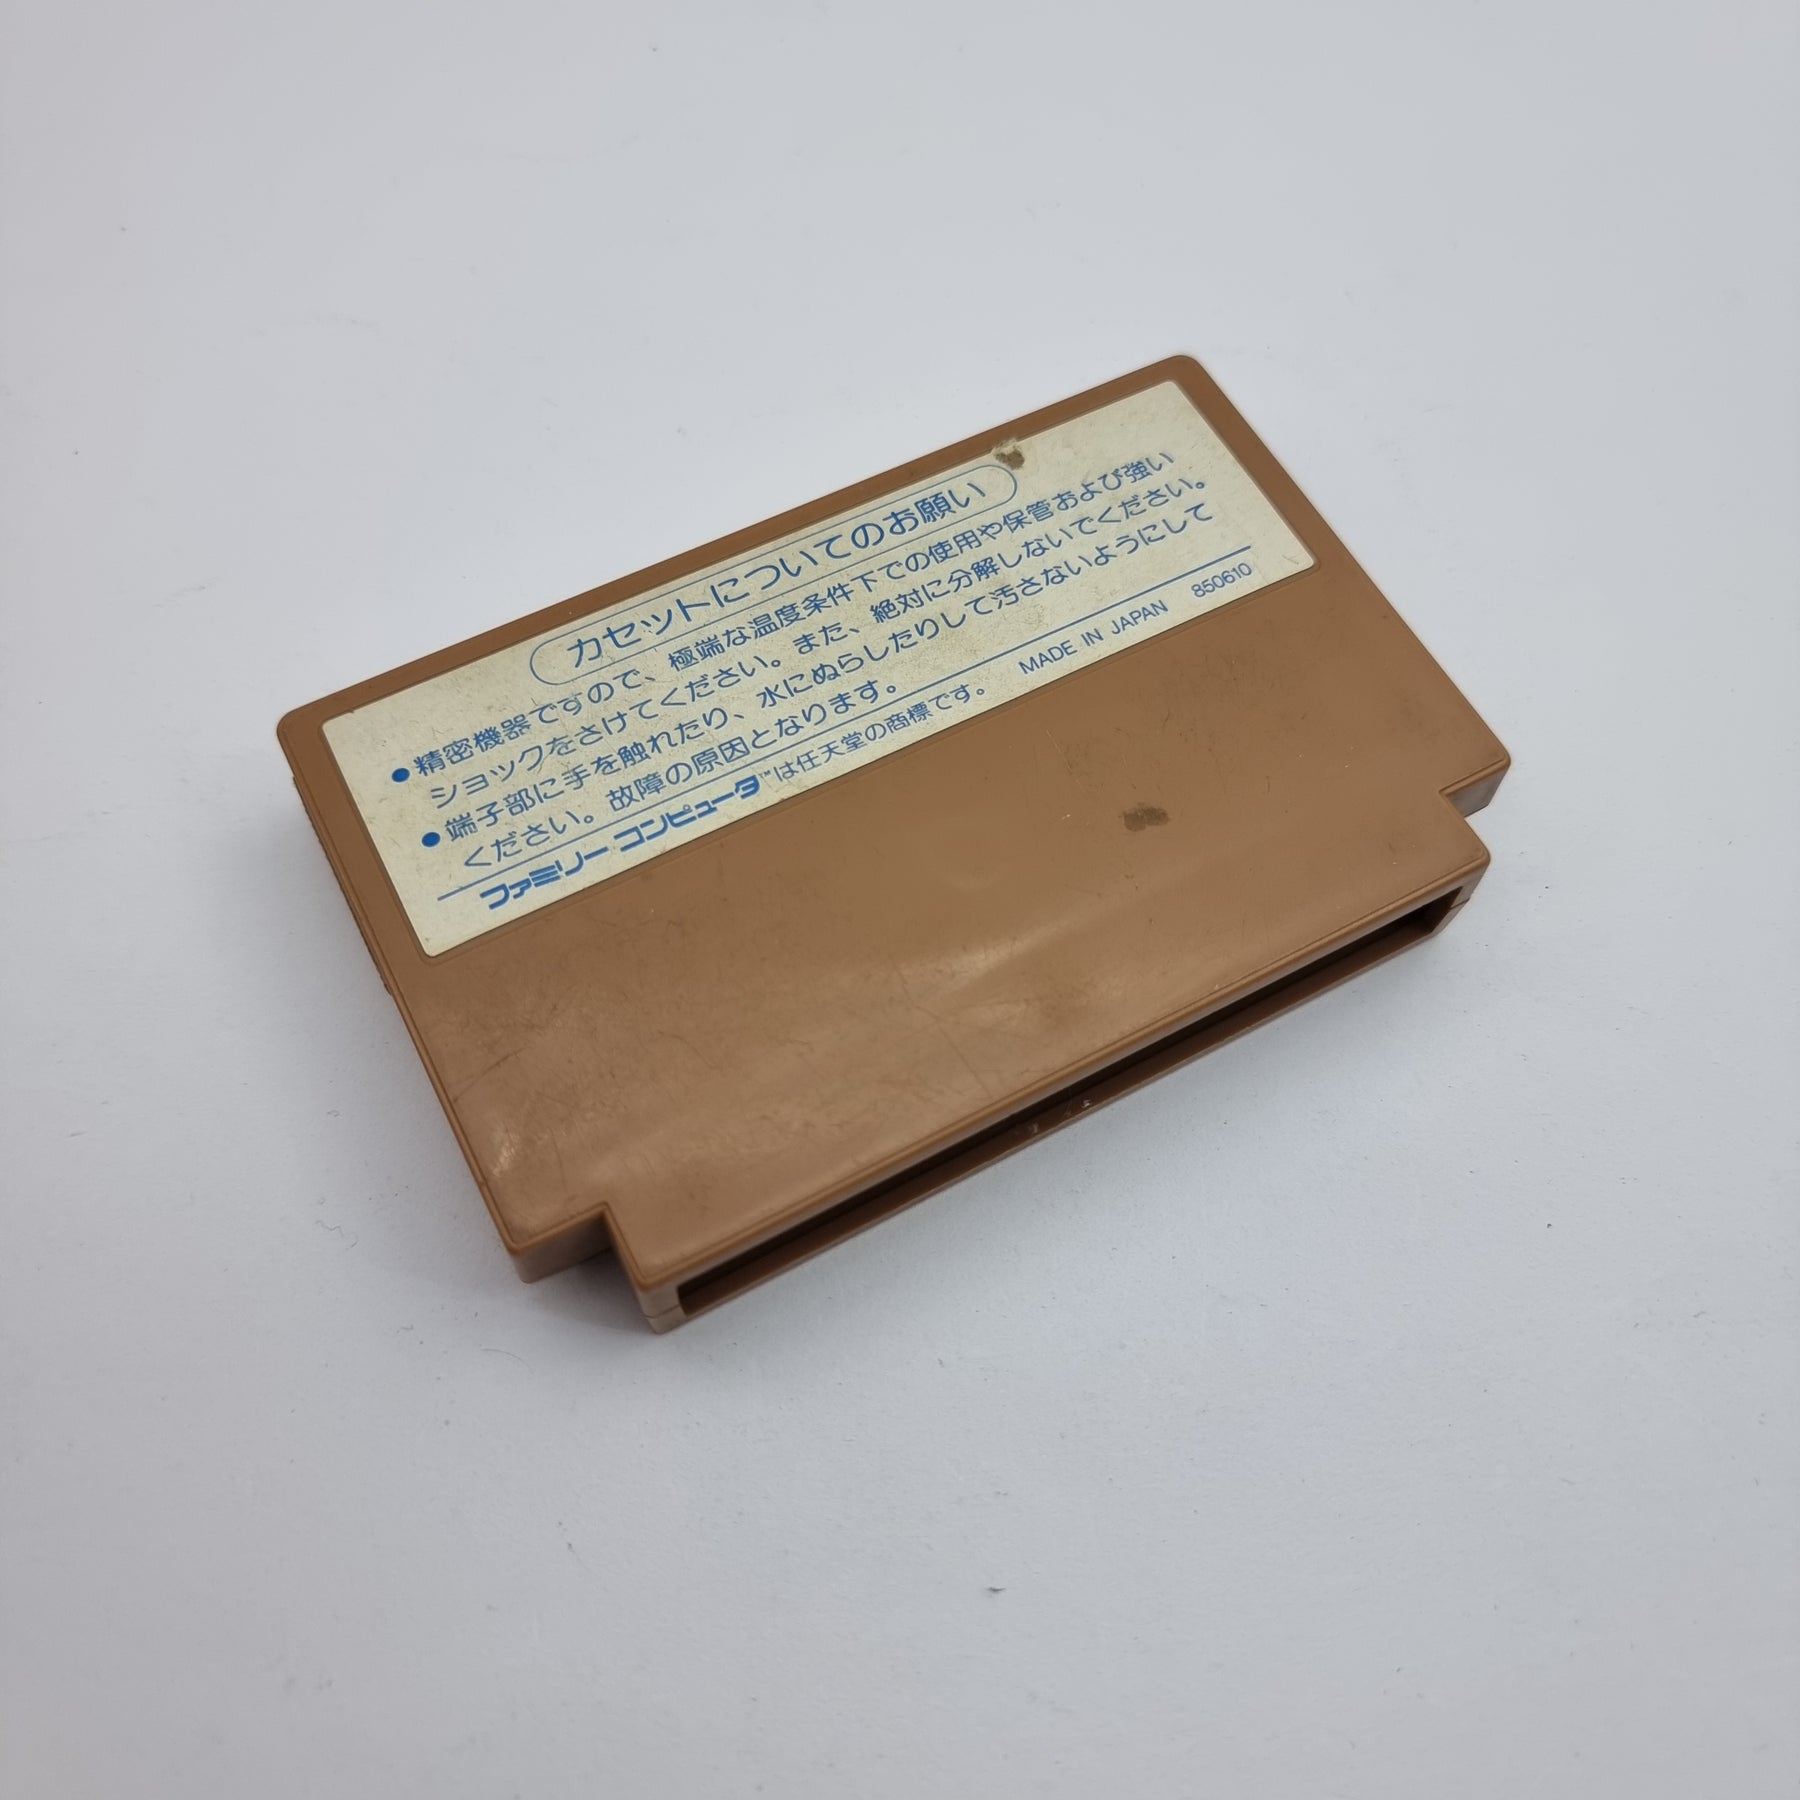 カセットについてのお願い
●精密機器ですので、極端な温度条件下での使用や保管および強い
ショックをさけてください。また、絶対に分解しないでください。
●端子部に手を触れたり、水にぬらしたりして汚さないようにして
ください。故障の原因となります。
ファミリー コンピュータ™は任天堂の商標です。 MADE IN JAPAN 850610